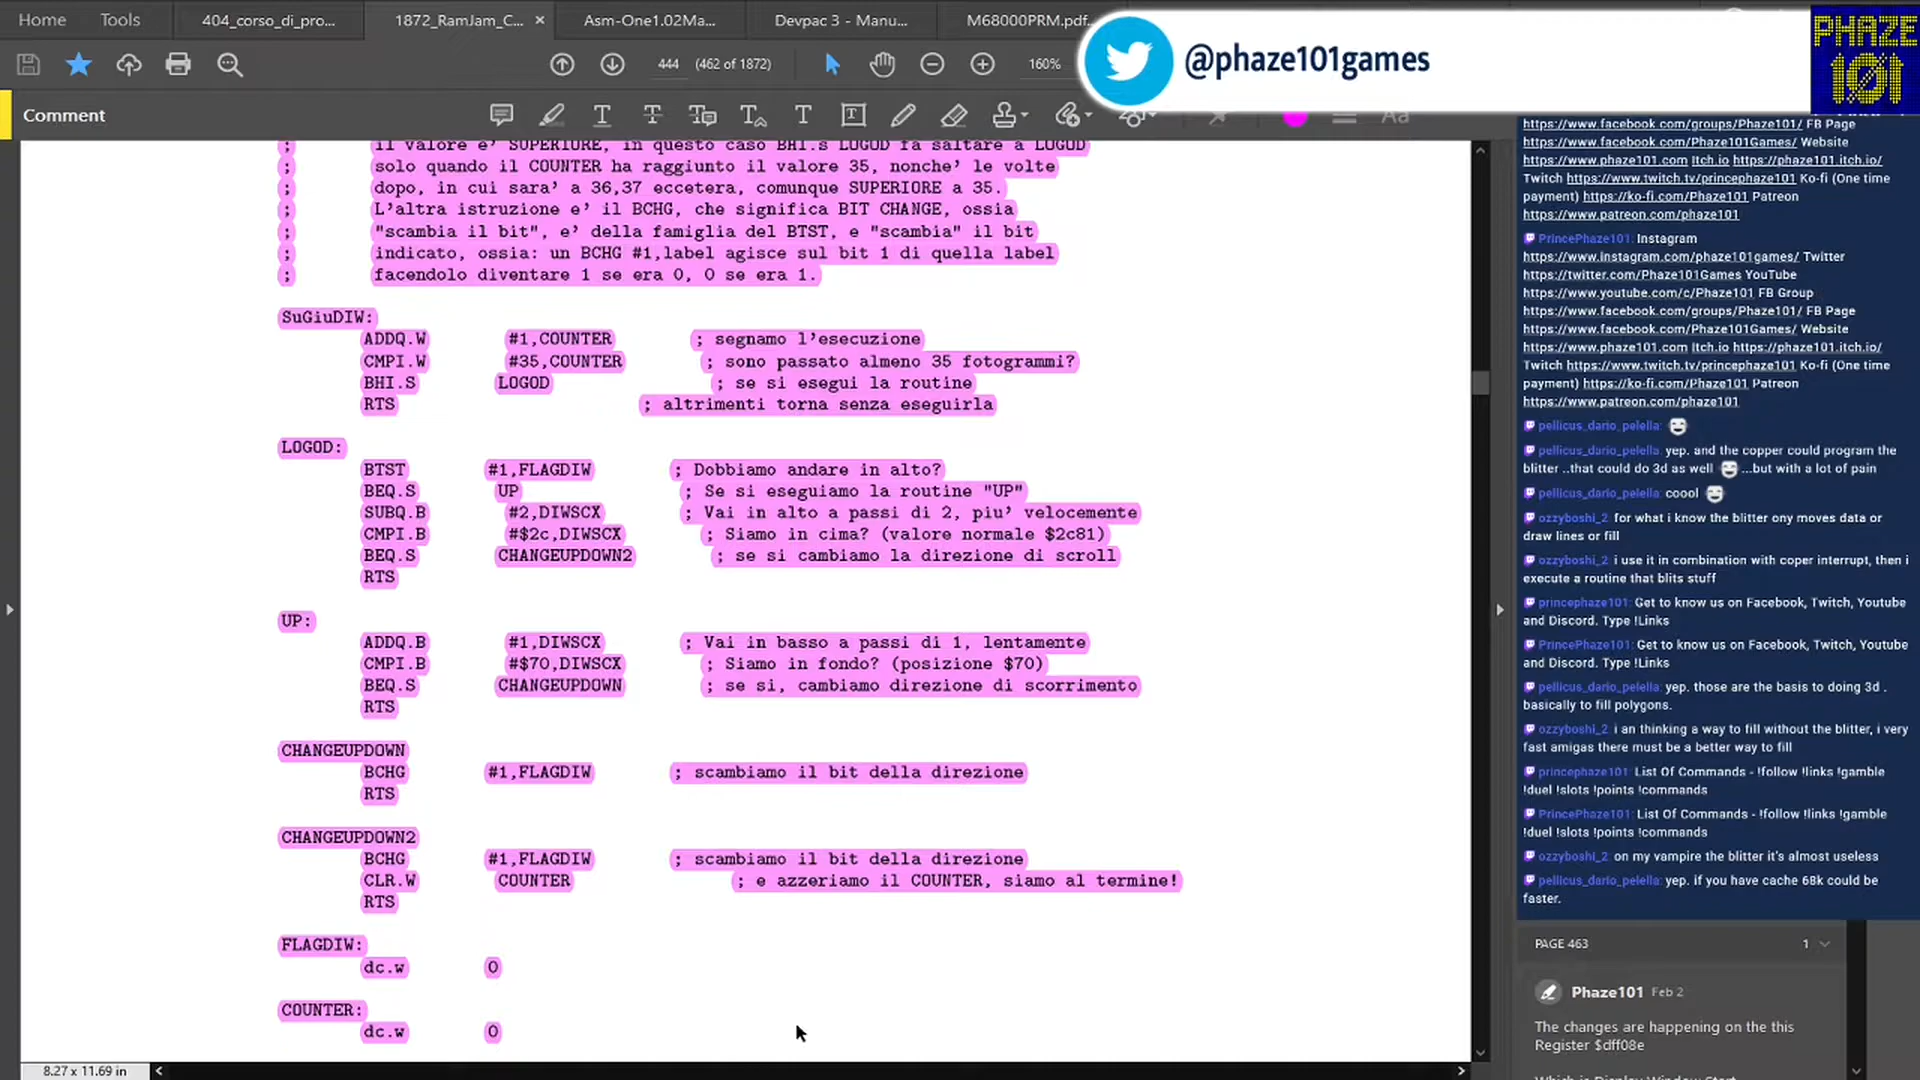 Home Tools 404_corso_di_pro... 1872_RamJam_C... × Asm-One1.02Ma... Devpac 3 - Manu... M68000PRM.pdf...
@phaze101games
PHAZE
101
444 (462 of 1872) 160%
Comment
; il valore e' SUPERIORE, in questo caso BHI.s LOGOD fa saltare a LOGOD
; solo quando il COUNTER ha raggiunto il valore 35, nonche' le volte
; dopo, in cui sara' a 36,37 eccetera, comunque SUPERIORE a 35.
; L'altra istruzione e' il BCHG, che significa BIT CHANGE, ossia
; "scambia il bit", e' della famiglia del BTST, e "scambia" il bit
; indicato, ossia: un BCHG #1,label agisce sul bit 1 di quella label
; facendolo diventare 1 se era 0, 0 se era 1.
SuGiuDIW:
ADDQ.W #1,COUNTER ; segnamo l'esecuzione
CMPI.W #35,COUNTER ; sono passato almeno 35 fotogrammi?
BHI.S LOGOD ; se si esegui la routine
RTS ; altrimenti torna senza eseguirla
LOGOD:
BTST #1,FLAGDIW ; Dobbiamo andare in alto?
BEQ.S UP ; Se si eseguiamo la routine "UP"
SUBQ.B #2,DIWSCX ; Vai in alto a passi di 2, piu' velocemente
CMPI.B #$2c,DIWSCX ; Siamo in cima? (valore normale $2c81)
BEQ.S CHANGEUPDOWN2 ; se si cambiamo la direzione di scroll
RTS
UP:
ADDQ.B #1,DIWSCX ; Vai in basso a passi di 1, lentamente
CMPI.B #$70,DIWSCX ; Siamo in fondo? (posizione $70)
BEQ.S CHANGEUPDOWN ; se si, cambiamo direzione di scorrimento
RTS
CHANGEUPDOWN
BCHG #1,FLAGDIW ; scambiamo il bit della direzione
RTS
CHANGEUPDOWN2
BCHG #1,FLAGDIW ; scambiamo il bit della direzione
CLR.W COUNTER ; e azzeriamo il COUNTER, siamo al termine!
RTS
FLAGDIW:
dc.w 0
COUNTER:
dc.w 0
8.27 x 11.69 in
https://www.facebook.com/groups/Phaze101/ FB Page
https://www.facebook.com/Phaze101Games/ Website
https://www.phaze101.com Itch.io https://phaze101.itch.io/
Twitch https://www.twitch.tv/princephaze101 Ko-fi (One time
payment) https://ko-fi.com/Phaze101 Patreon
https://www.patreon.com/phaze101
PrincePhaze101: Instagram
https://www.instagram.com/phaze101games/ Twitter
https://twitter.com/Phaze101Games YouTube
https://www.youtube.com/c/Phaze101 FB Group
https://www.facebook.com/groups/Phaze101/ FB Page
https://www.facebook.com/Phaze101Games/ Website
https://www.phaze101.com Itch.io https://phaze101.itch.io/
Twitch https://www.twitch.tv/princephaze101 Ko-fi (One time
payment) https://ko-fi.com/Phaze101 Patreon
https://www.patreon.com/phaze101
pellicus_dario_pelella:
pellicus_dario_pelella: yep. and the copper could program the
blitter ..that could do 3d as well ...but with a lot of pain
pellicus_dario_pelella: coool
ozzyboshi_2 for what i know the blitter ony moves data or
draw lines or fill
ozzyboshi_2 i use it in combination with coper interrupt, then i
execute a routine that blits stuff
princephaze101: Get to know us on Facebook, Twitch, Youtube
and Discord. Type !Links
PrincePhaze101: Get to know us on Facebook, Twitch, Youtube
and Discord. Type !Links
pellicus_dario_pelella: yep. those are the basis to doing 3d .
basically to fill polygons.
ozzyboshi_2 i an thinking a way to fill without the blitter, i very
fast amigas there must be a better way to fill
princephaze101: List Of Commands - !follow !links !gamble
!duel !slots !points !commands
PrincePhaze101: List Of Commands - !follow !links !gamble
!duel !slots !points !commands
ozzyboshi_2 on my vampire the blitter it's almost useless
pellicus_dario_pelella: yep. if you have cache 68k could be
faster.
PAGE 463 1
Phaze101 Feb 2
The changes are happening on the this
Register $dff08e
Which is Display Window Start